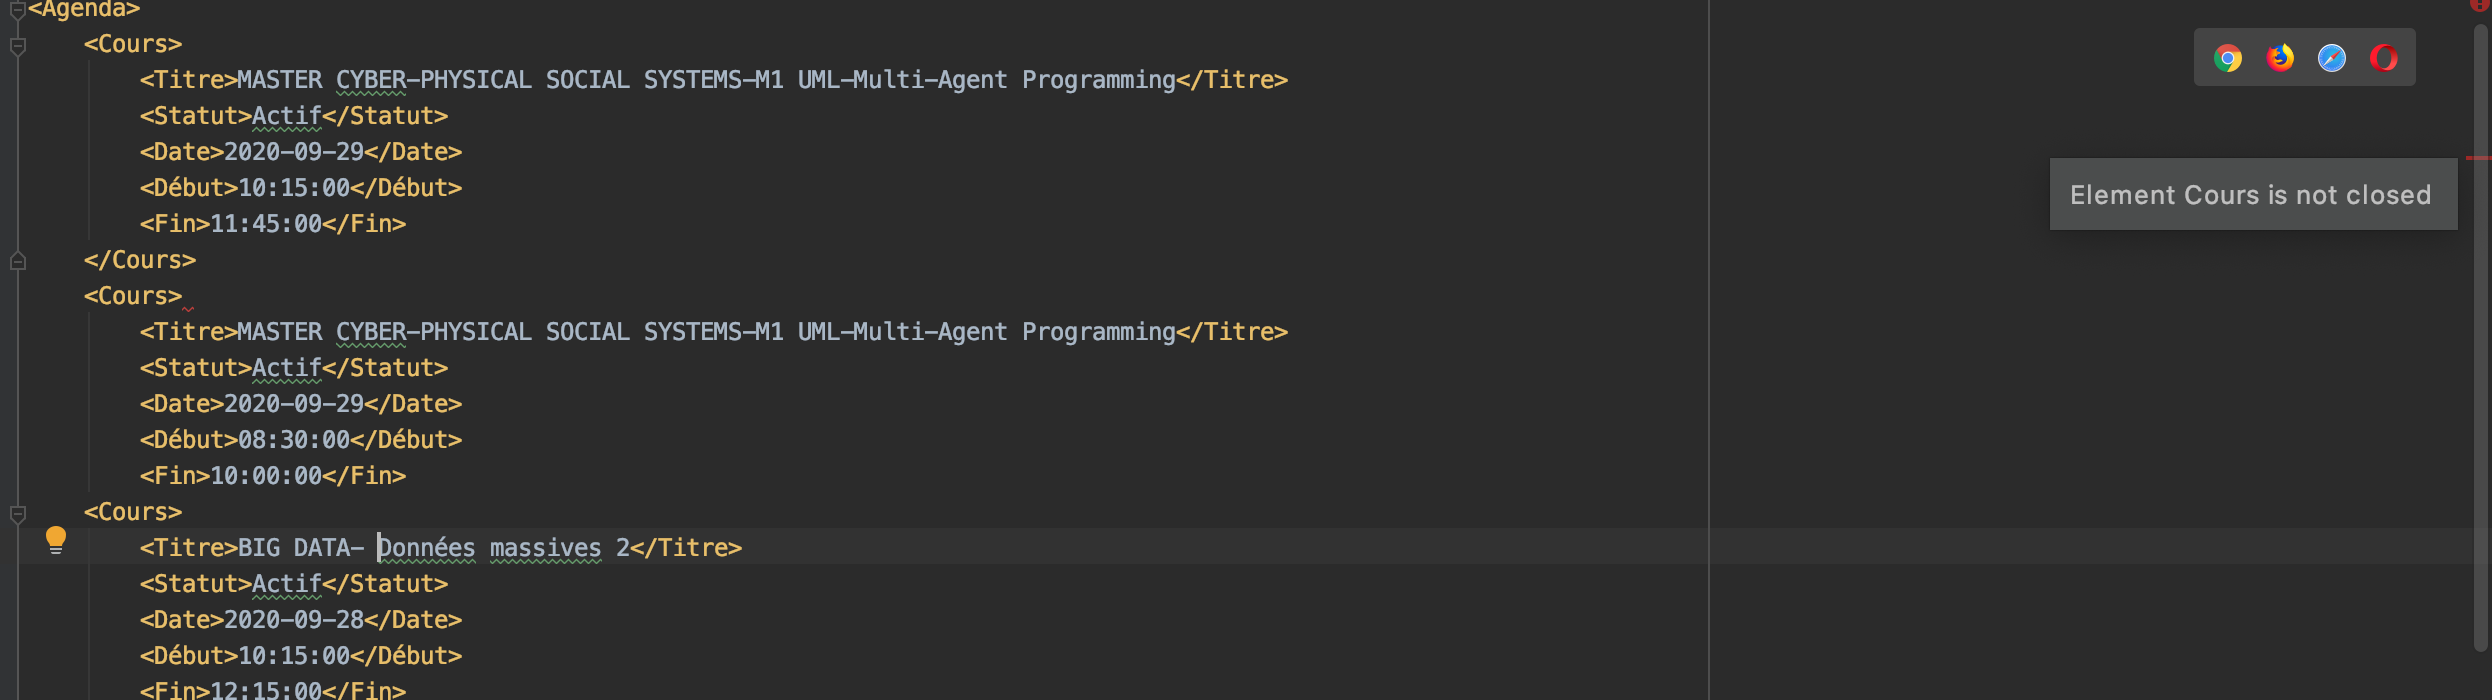 <Agenda>
<Cours>
<Titre>MASTER CYBER-PHYSICAL SOCIAL SYSTEMS-M1 UML-Multi-Agent Programming</Titre>
<Statut>Actif</Statut>
<Date>2020-09-29</Date>
<Début>10:15:00</Début>
<Fin>11:45:00</Fin>
</Cours>
<Cours>
<Titre>MASTER CYBER-PHYSICAL SOCIAL SYSTEMS-M1 UML-Multi-Agent Programming</Titre>
<Statut>Actif</Statut>
<Date>2020-09-29</Date>
<Début>08:30:00</Début>
<Fin>10:00:00</Fin>
<Cours>
<Titre>BIG DATA- Données massives 2</Titre>
<Statut>Actif</Statut>
<Date>2020-09-28</Date>
<Début>10:15:00</Début>
<Fin>12:15:00</Fin>
Element Cours is not closed